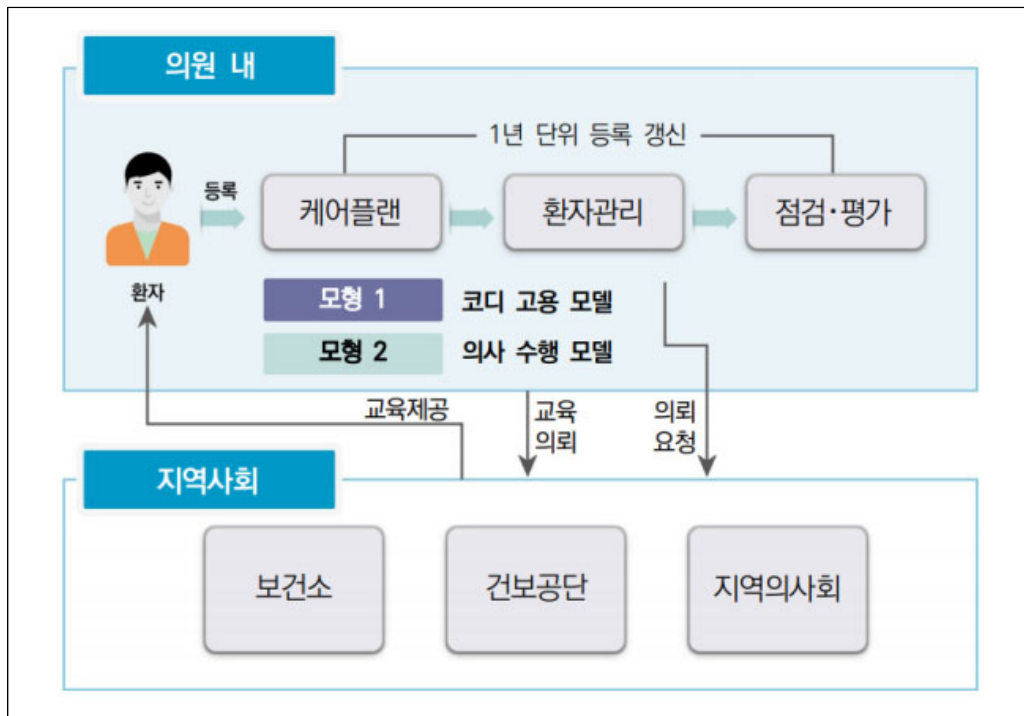 의원 내
1년 단위 등록 갱신
등록
케어플랜
환자관리
점검·평가
환자
모형 1
코디 고용 모델
모형 2
의사 수행 모델
교육제공
교육
의뢰
의뢰
요청
지역사회
보건소
건보공단
지역의사회